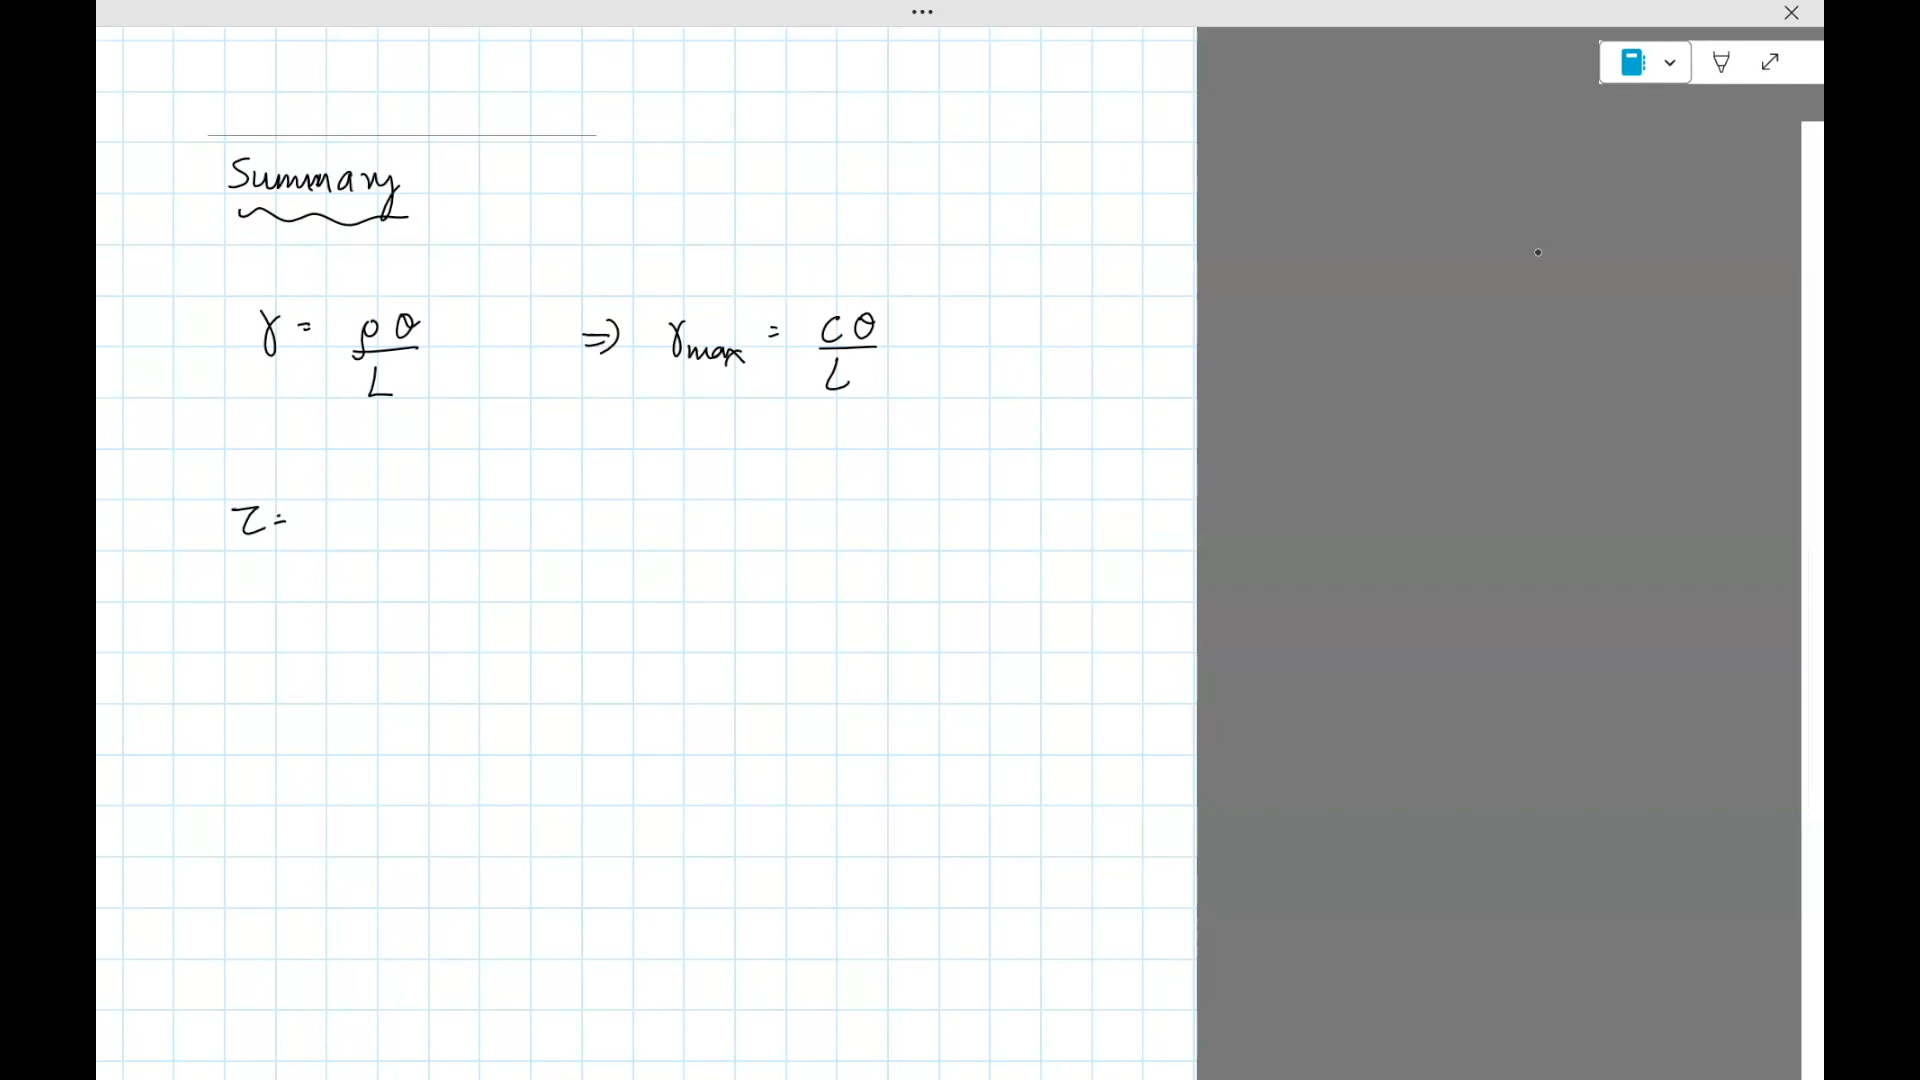 Summary
γ = ρθ/L ⇒ γmax = cθ/L
τ =